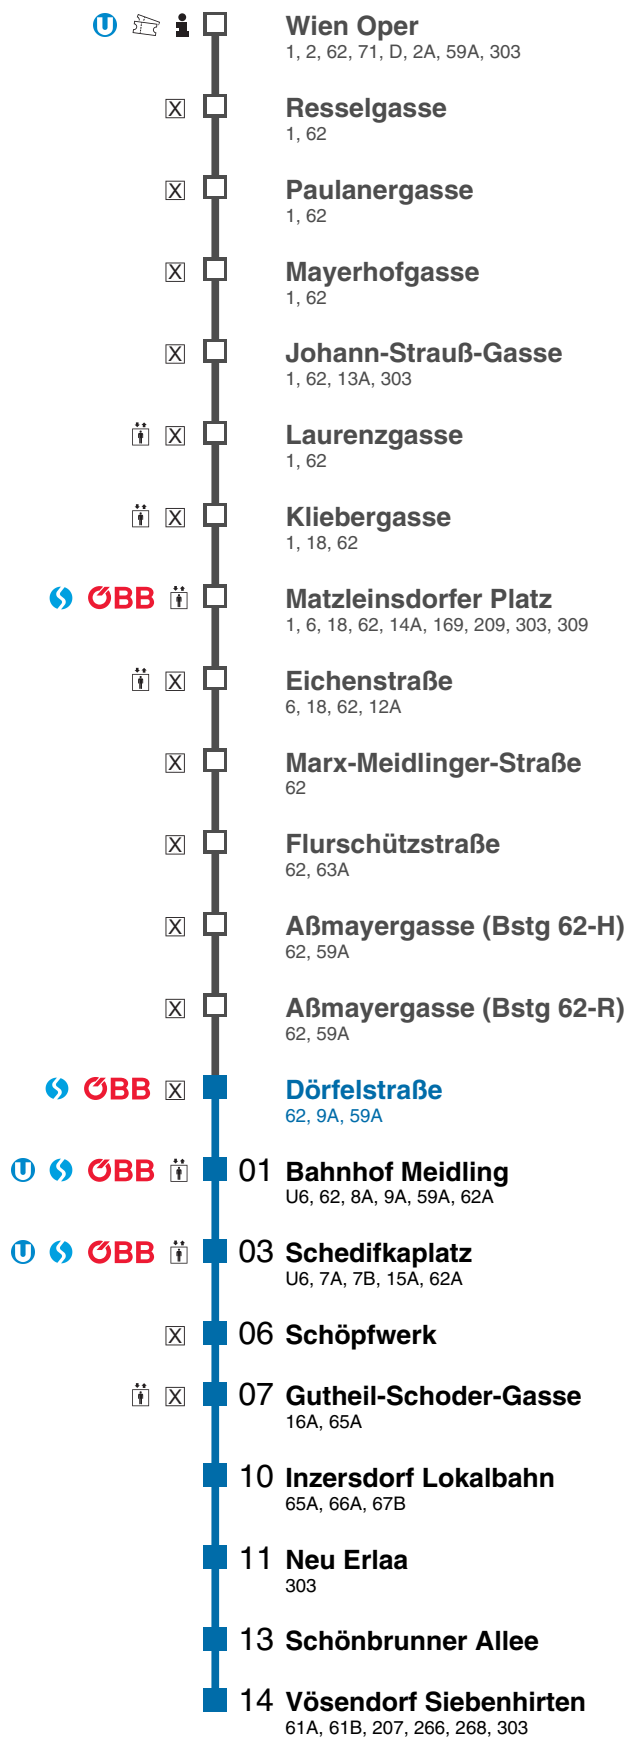 U i Wien Oper
1, 2, 62, 71, D, 2A, 59A, 303
X Resselgasse
1, 62
X Paulanergasse
1, 62
X Mayerhofgasse
1, 62
X Johann-Strauß-Gasse
1, 62, 13A, 303
X Laurenzgasse
1, 62
X Kliebergasse
1, 18, 62
S ÖBB Matzleinsdorfer Platz
1, 6, 18, 62, 14A, 169, 209, 303, 309
X Eichenstraße
6, 18, 62, 12A
X Marx-Meidlinger-Straße
62
X Flurschützstraße
62, 63A
X Aßmayergasse (Bstg 62-H)
62, 59A
X Aßmayergasse (Bstg 62-R)
62, 59A
S ÖBB X Dörfelstraße
62, 9A, 59A
U S ÖBB 01 Bahnhof Meidling
U6, 62, 8A, 9A, 59A, 62A
U S ÖBB 03 Schedifkaplatz
U6, 7A, 7B, 15A, 62A
X 06 Schöpfwerk
X 07 Gutheil-Schoder-Gasse
16A, 65A
10 Inzersdorf Lokalbahn
65A, 66A, 67B
11 Neu Erlaa
303
13 Schönbrunner Allee
14 Vösendorf Siebenhirten
61A, 61B, 207, 266, 268, 303